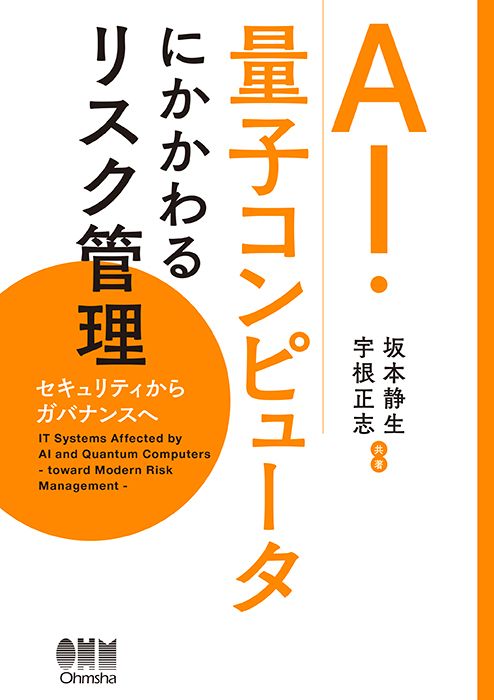 AI・
量子コンピュータ
にかかわる
リスク管理
坂本静生
宇根正志
共著
セキュリティから
ガバナンスへ
IT Systems Affected by
AI and Quantum Computers
- toward Modern Risk
Management -
OHM
Ohmsha